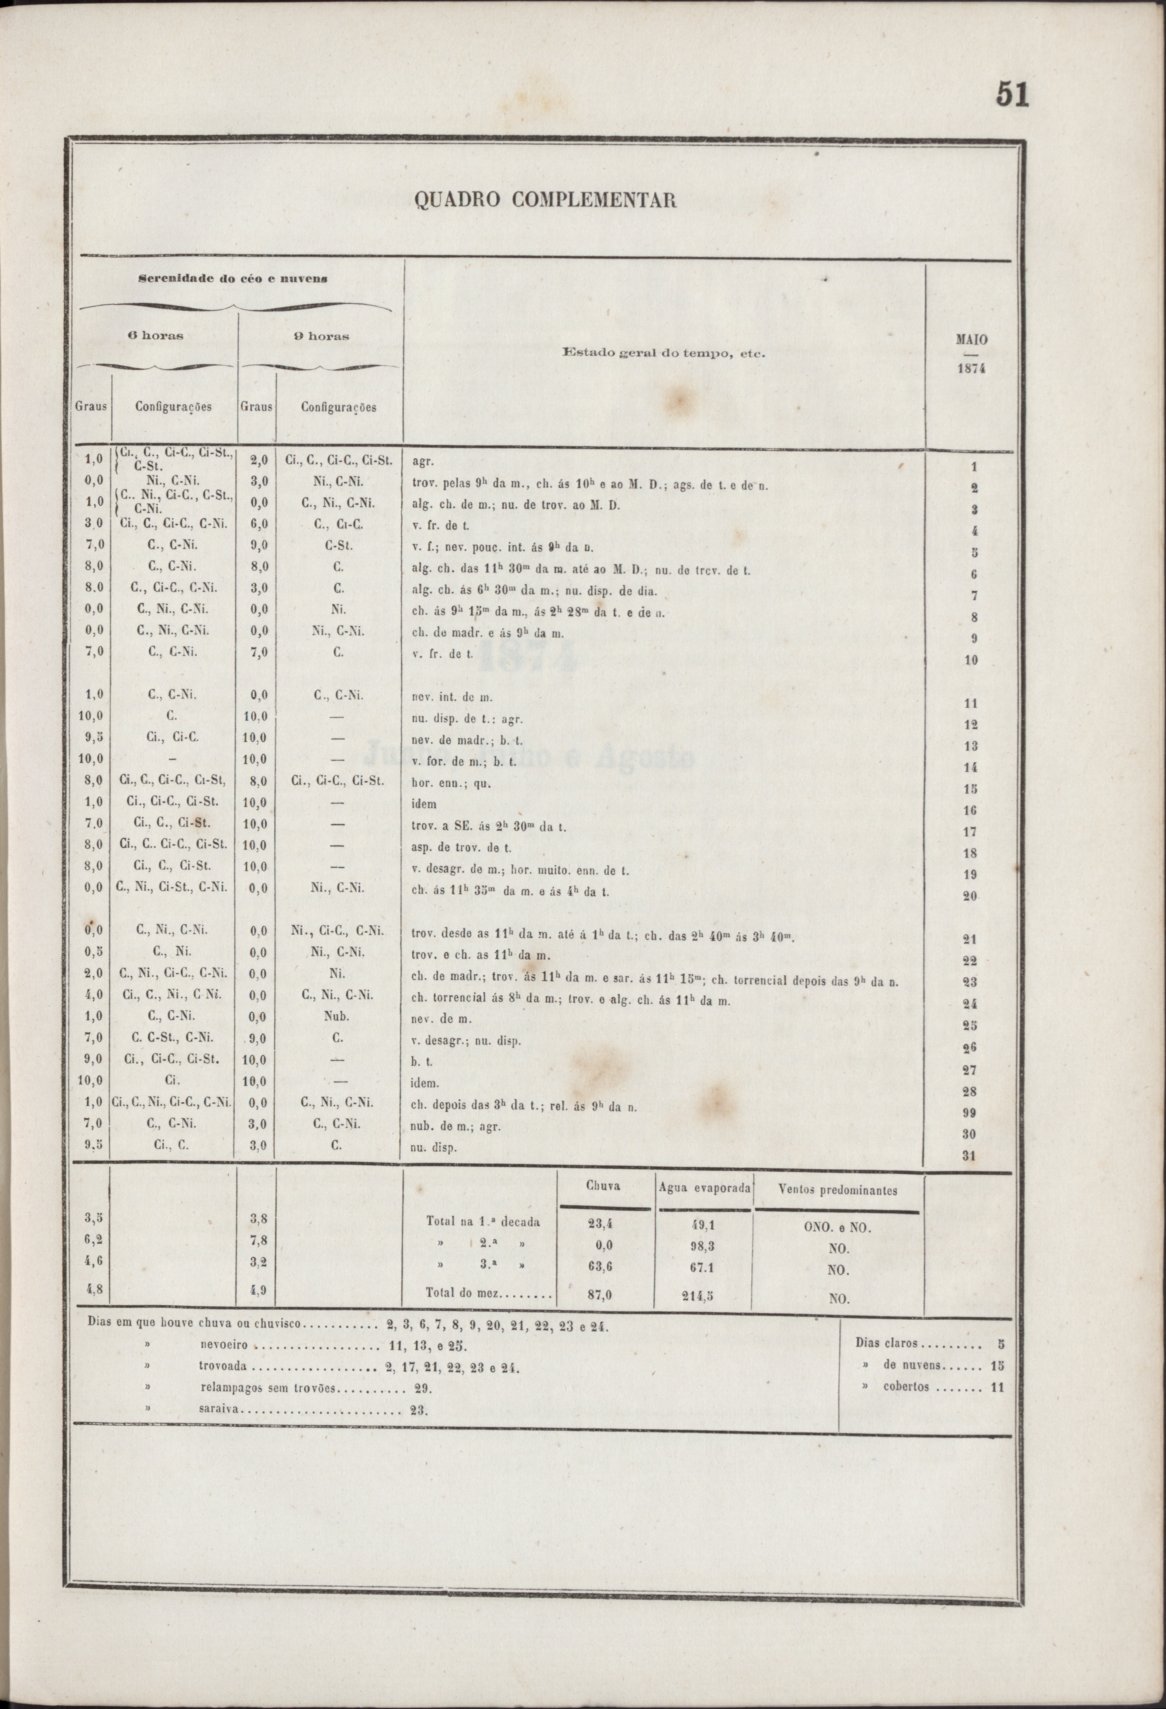 51
QUADRO COMPLEMENTAR
Serenidade do céo e nuvens
6 horas 9 horas Estado geral do tempo, etc. MAIO
1874
Graus Configurações Graus Configurações
1,0 Ci., C., Ci-C., Ci-St., C-St. 2,0 Ci., C., Ci-C., Ci-St. agr. 1
0,0 Ni., C-Ni. 3,0 Ni., C-Ni. trov. pelas 9h da m., ch. ás 10h e ao M. D.; ags. de t. e de n. 2
1,0 C.. Ni., Ci-C., C-St., C-Ni. 0,0 C., Ni., C-Ni. alg. ch. de m.; nu. de trov. ao M. D. 3
3,0 Ci., C., Ci-C., C-Ni. 6,0 C., Ci-C. v. fr. de t. 4
7,0 C., C-Ni. 9,0 C-St. v. f.; nev. pouc. int. ás 9h da n. 5
8,0 C., C-Ni. 8,0 C. alg. ch. das 11h 30m da m. até ao M. D.; nu. de trov. de t. 6
8.0 C., Ci-C., C-Ni. 3,0 C. alg. ch. ás 6h 30m da m.; nu. disp. de dia. 7
0,0 C., Ni., C-Ni. 0,0 Ni. ch. ás 9h 15m da m., ás 2h 28m da t. e de n. 8
0,0 C., Ni., C-Ni. 0,0 Ni., C-Ni. ch. de madr. e ás 9h da m. 9
7,0 C., C-Ni. 7,0 C. v. fr. de t. 10
1,0 C., C-Ni. 0,0 C., C-Ni. nev. int. de m. 11
10,0 C. 10,0 — nu. disp. de t.: agr. 12
9,5 Ci., Ci-C. 10,0 — nev. de madr.; b. t. 13
10,0 – 10,0 — v. for. de m.; b. t. 14
8,0 Ci., C., Ci-C., Ci-St, 8,0 Ci., Ci-C., Ci-St. hor. enn.; qu. 15
1,0 Ci., Ci-C., Ci-St. 10,0 — idem 16
7,0 Ci., C., Ci-St. 10,0 — trov. a SE. ás 2h 30m da t. 17
8,0 Ci., C.. Ci-C., Ci-St. 10,0 — asp. de trov. de t. 18
8,0 Ci., C., Ci-St. 10,0 — v. desagr. de m.; hor. muito. enn. de t. 19
0,0 C., Ni., Ci-St., C-Ni. 0,0 Ni., C-Ni. ch. ás 11h 35m da m. e ás 4h da t. 20
0,0 C., Ni., C-Ni. 0,0 Ni., Ci-C., C-Ni. trov. desde as 11h da m. até á 1h da t.; ch. das 2h 40m ás 3h 40m. 21
0,5 C., Ni. 0,0 Ni., C-Ni. trov. e ch. as 11h da m. 22
2,0 C., Ni., Ci-C., C-Ni. 0,0 Ni. ch. de madr.; trov. ás 11h da m. e sar. ás 11h 15m; ch. torrencial depois das 9h da n. 23
4,0 Ci., C., Ni., C Ni. 0,0 C., Ni., C-Ni. ch. torrencial ás 8h da m.; trov. e alg. ch. ás 11h da m. 24
1,0 C., C-Ni. 0,0 Nub. nev. de m. 25
7,0 C. C-St., C-Ni. 9,0 C. v. desagr.; nu. disp. 26
9,0 Ci., Ci-C., Ci-St. 10,0 — b. t. 27
10,0 Ci. 10,0 — idem. 28
1,0 Ci., C., Ni., Ci-C., C-Ni. 0,0 C., Ni., C-Ni. ch. depois das 3h da t.; rel. ás 9h da n. 99
7,0 C., C-Ni. 3,0 C., C-Ni. nub. de m.; agr. 30
9,5 Ci., C. 3,0 C. nu. disp. 31
Chuva Agua evaporada Ventos predominantes
3,5 3,8 Total na 1.ª decada 23,4 49,1 ONO. e NO.
6,2 7,8 » 2.ª » 0,0 98,3 NO.
4,6 3,2 » 3.ª » 63,6 67.1 NO.
4,8 4,9 Total do mez........ 87,0 214,5 NO.
Dias em que houve chuva ou chuvisco........... 2, 3, 6, 7, 8, 9, 20, 21, 22, 23 e 24. Dias claros......... 5
» nevoeiro .................. 11, 13, e 25. » de nuvens...... 15
» trovoada .................. 2, 17, 21, 22, 23 e 24. » cobertos ....... 11
» relampagos sem trovões.......... 29.
» saraiva....................... 23.